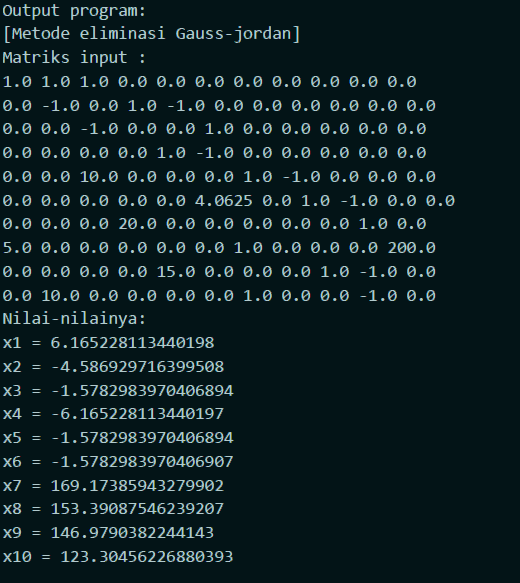 Output program:
[Metode eliminasi Gauss-jordan]
Matriks input :
1.0 1.0 1.0 0.0 0.0 0.0 0.0 0.0 0.0 0.0 0.0
0.0 -1.0 0.0 1.0 -1.0 0.0 0.0 0.0 0.0 0.0 0.0
0.0 0.0 -1.0 0.0 0.0 1.0 0.0 0.0 0.0 0.0 0.0
0.0 0.0 0.0 0.0 1.0 -1.0 0.0 0.0 0.0 0.0 0.0
0.0 0.0 10.0 0.0 0.0 0.0 1.0 -1.0 0.0 0.0 0.0
0.0 0.0 0.0 0.0 0.0 4.0625 0.0 1.0 -1.0 0.0 0.0
0.0 0.0 0.0 20.0 0.0 0.0 0.0 0.0 0.0 1.0 0.0
5.0 0.0 0.0 0.0 0.0 0.0 1.0 0.0 0.0 0.0 200.0
0.0 0.0 0.0 0.0 15.0 0.0 0.0 0.0 1.0 -1.0 0.0
0.0 10.0 0.0 0.0 0.0 0.0 1.0 0.0 0.0 -1.0 0.0
Nilai-nilainya:
x1 = 6.165228113440198
x2 = -4.586929716399508
x3 = -1.5782983970406894
x4 = -6.165228113440197
x5 = -1.5782983970406894
x6 = -1.5782983970406907
x7 = 169.17385943279902
x8 = 153.39087546239207
x9 = 146.9790382244143
x10 = 123.30456226880393